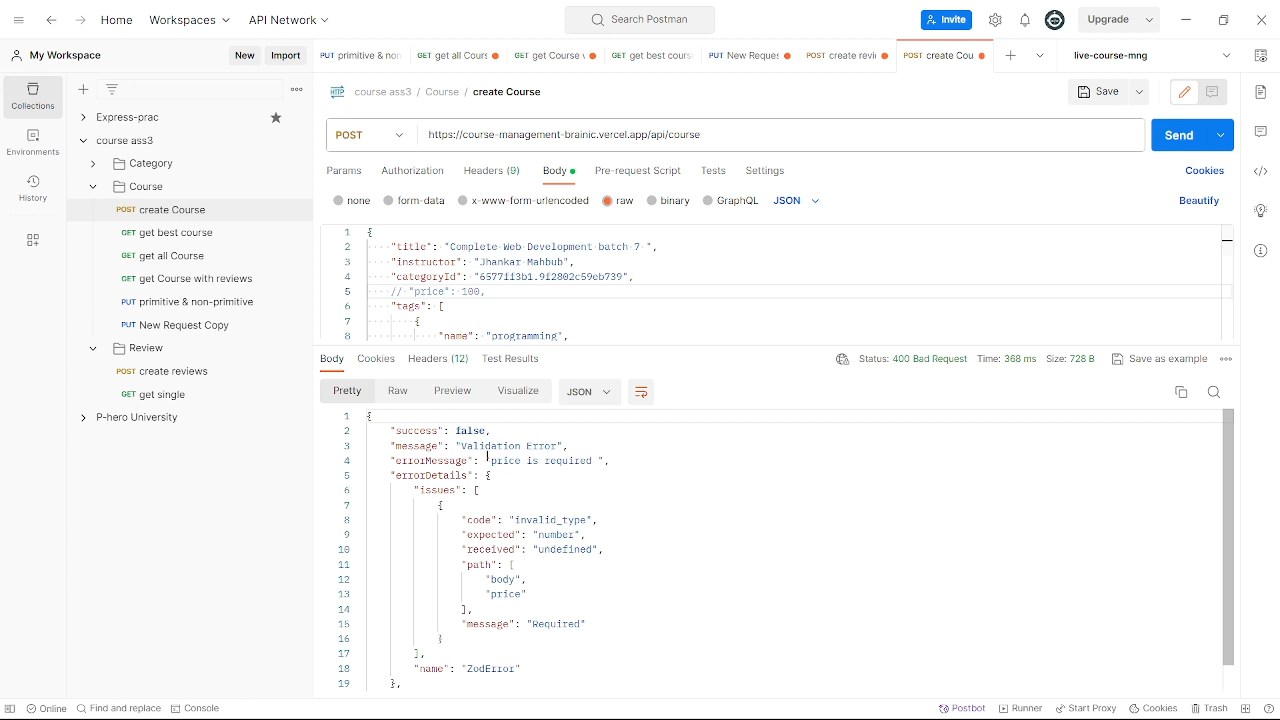 Home Workspaces API Network Search Postman Invite Upgrade
My Workspace New Import PUT primitive & non GET get all Cours GET get Course v GET get best cours PUT New Reques POST create revi POST create Cou live-course-mng
Collections
Environments
History
Express-prac
course ass3
Category
Course
POST create Course
GET get best course
GET get all Course
GET get Course with reviews
PUT primitive & non-primitive
PUT New Request Copy
Review
POST create reviews
GET get single
P-hero University
HTTP course ass3 / Course / create Course Save
POST https://course-management-brainic.vercel.app/api/course Send
Params Authorization Headers (9) Body Pre-request Script Tests Settings Cookies
none form-data x-www-form-urlencoded raw binary GraphQL JSON Beautify
1 {
2 "title": "Complete Web Development batch 7 ",
3 "instructor": "Jhankar Mahbub",
4 "categoryId": "6577ff3b1.9f2802c59eb739",
5 // "price": 100,
6 "tags": [
7 {
8 "name": "programming",
Body Cookies Headers (12) Test Results Status: 400 Bad Request Time: 368 ms Size: 728 B Save as example
Pretty Raw Preview Visualize JSON
1 {
2 "success": false,
3 "message": "Validation Error",
4 "errorMessage": "price is required ",
5 "errorDetails": {
6 "issues": [
7 {
8 "code": "invalid_type",
9 "expected": "number",
10 "received": "undefined",
11 "path": [
12 "body",
13 "price"
14 ],
15 "message": "Required"
16 }
17 ],
18 "name": "ZodError"
19 },
Online Find and replace Console Postbot Runner Start Proxy Cookies Trash